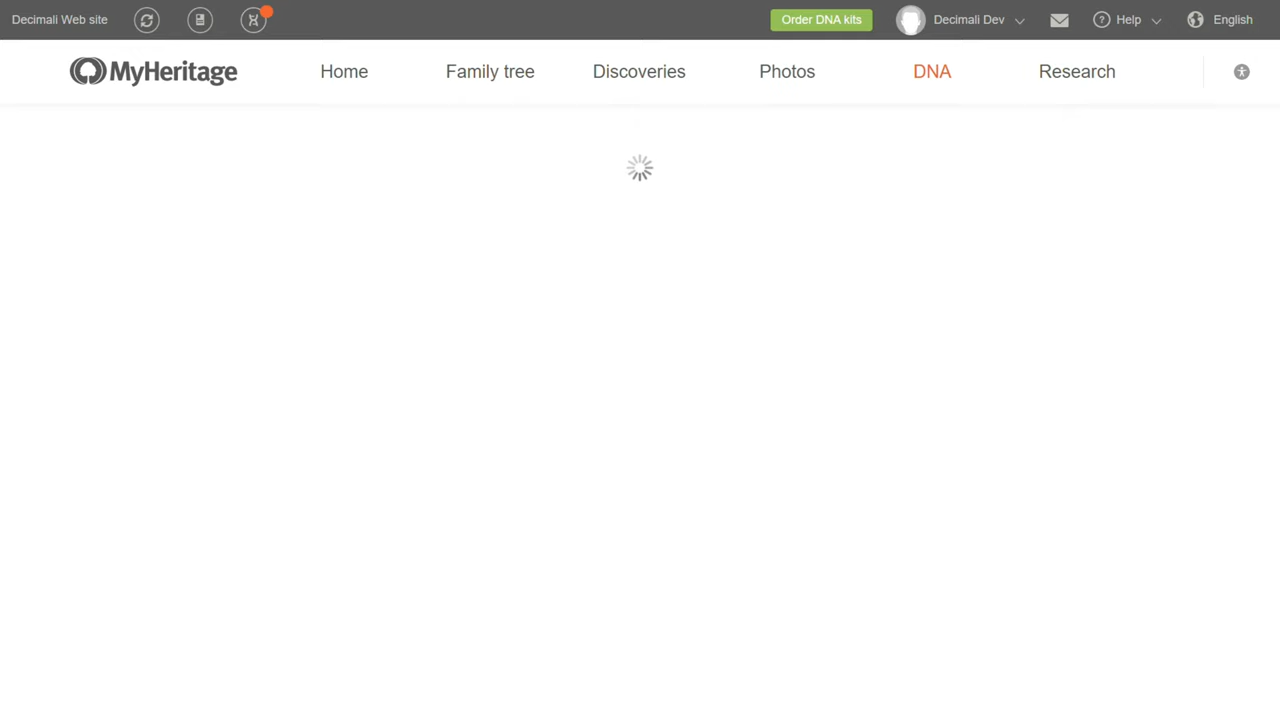 Decimali Web site
Order DNA kits
Decimali Dev
Help
English
MyHeritage
Home
Family tree
Discoveries
Photos
DNA
Research